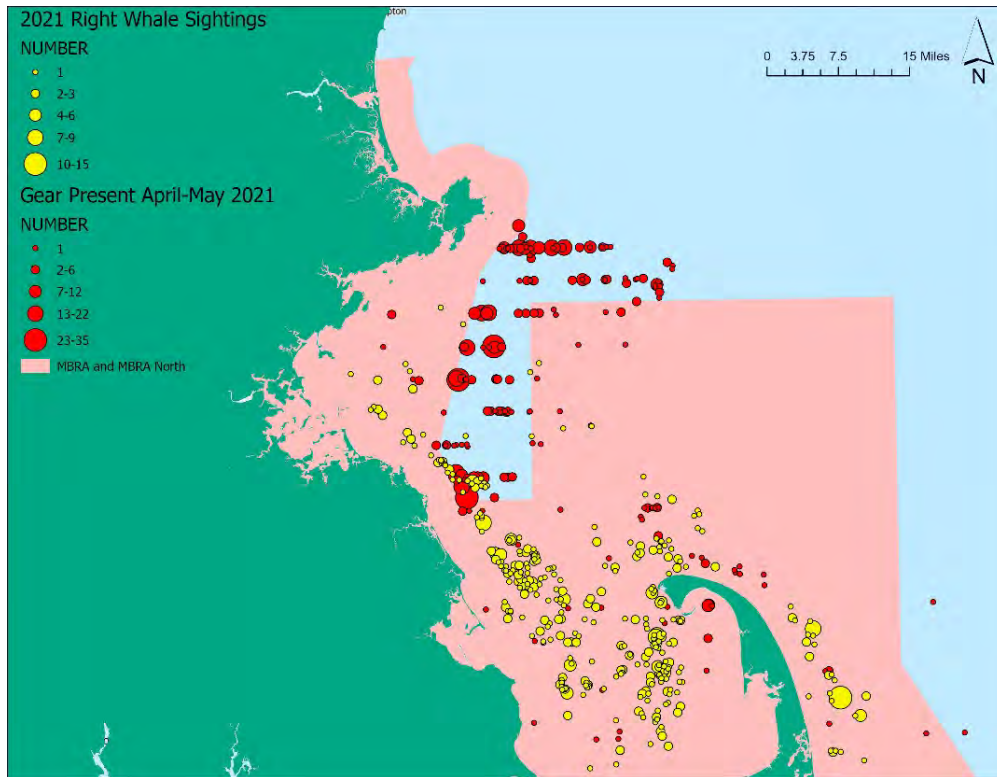 pton
2021 Right Whale Sightings
NUMBER
1
2-3
4-6
7-9
10-15
Gear Present April-May 2021
NUMBER
1
2-6
7-12
13-22
23-35
MBRA and MBRA North
0 3.75 7.5 15 Miles
N